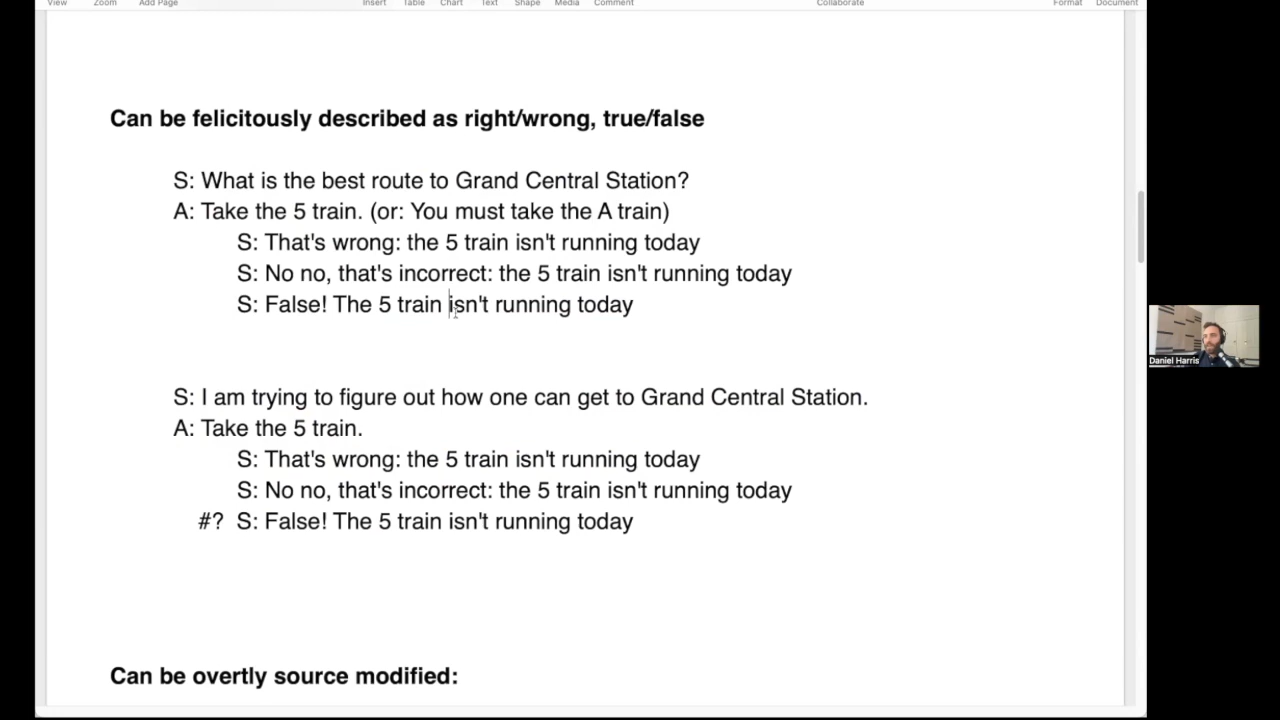 View Zoom Add Page Insert Table Chart Text Shape Media Comment Collaborate Format Document
Can be felicitously described as right/wrong, true/false
S: What is the best route to Grand Central Station?
A: Take the 5 train. (or: You must take the A train)
S: That's wrong: the 5 train isn't running today
S: No no, that's incorrect: the 5 train isn't running today
S: False! The 5 train isn't running today
S: I am trying to figure out how one can get to Grand Central Station.
A: Take the 5 train.
S: That's wrong: the 5 train isn't running today
S: No no, that's incorrect: the 5 train isn't running today
#? S: False! The 5 train isn't running today
Can be overtly source modified:
Daniel Harris